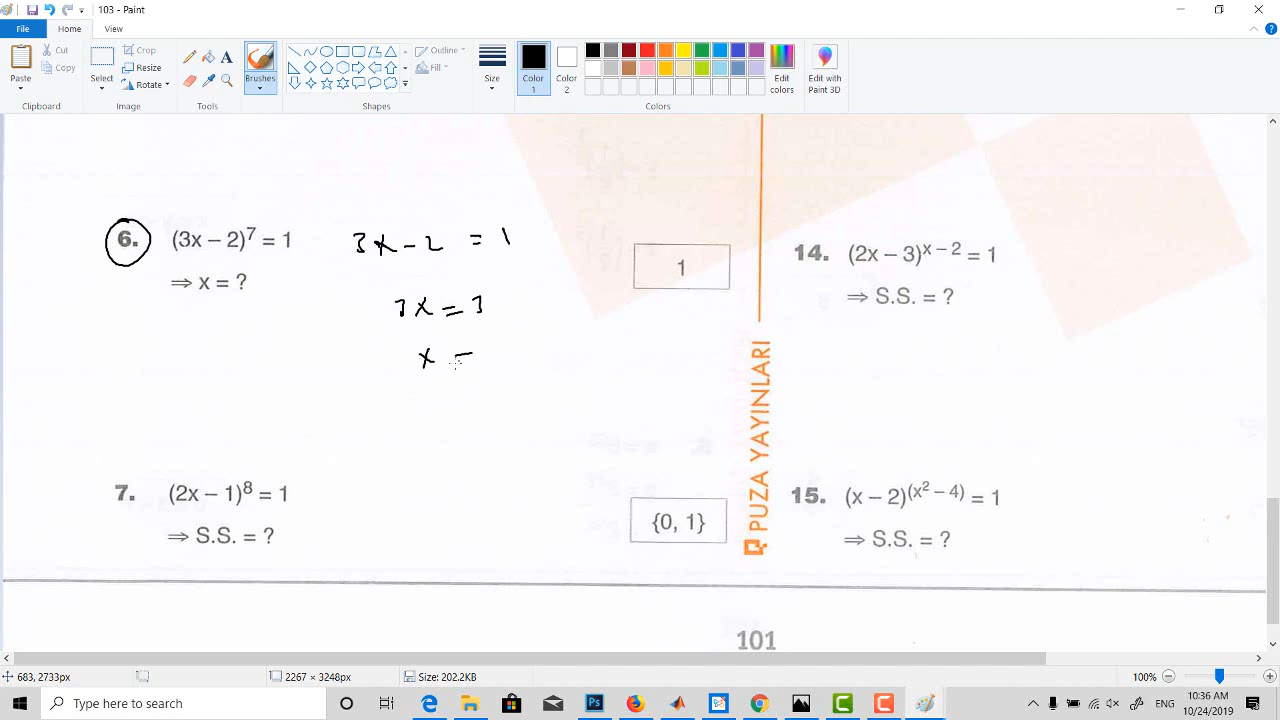 103 - Paint
File
Home
View
Paste
Cut
Copy
Clipboard
Select
Crop
Resize
Rotate
Image
Tools
Brushes
Shapes
Outline
Fill
Size
Color 1
Color 2
Colors
Edit colors
Edit with Paint 3D
6. (3x – 2)⁷ = 1
⇒ x = ?
3x - 2 = 1
3x = 3
x =
1
7. (2x – 1)⁸ = 1
⇒ S.S. = ?
{0, 1}
PUZA YAYINLARI
14. (2x – 3)^(x – 2) = 1
⇒ S.S. = ?
15. (x – 2)^(x² – 4) = 1
⇒ S.S. = ?
101
683, 2733px
2267 × 3248px
Size: 202.2KB
100%
Type here to search
ENG
10:36 AM
10/24/2019